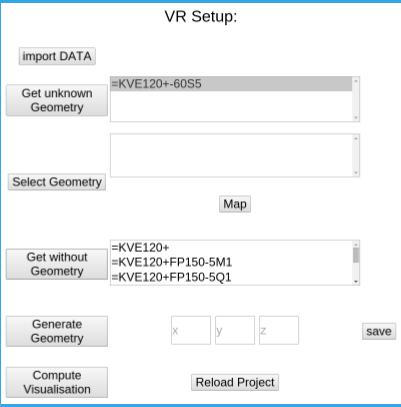 VR Setup:
import DATA
Get unknown
Geometry
=KVE120+-60S5
Select Geometry
Map
Get without
Geometry
=KVE120+
=KVE120+FP150-5M1
=KVE120+FP150-5Q1
Generate
Geometry
x y z
save
Compute
Visualisation
Reload Project